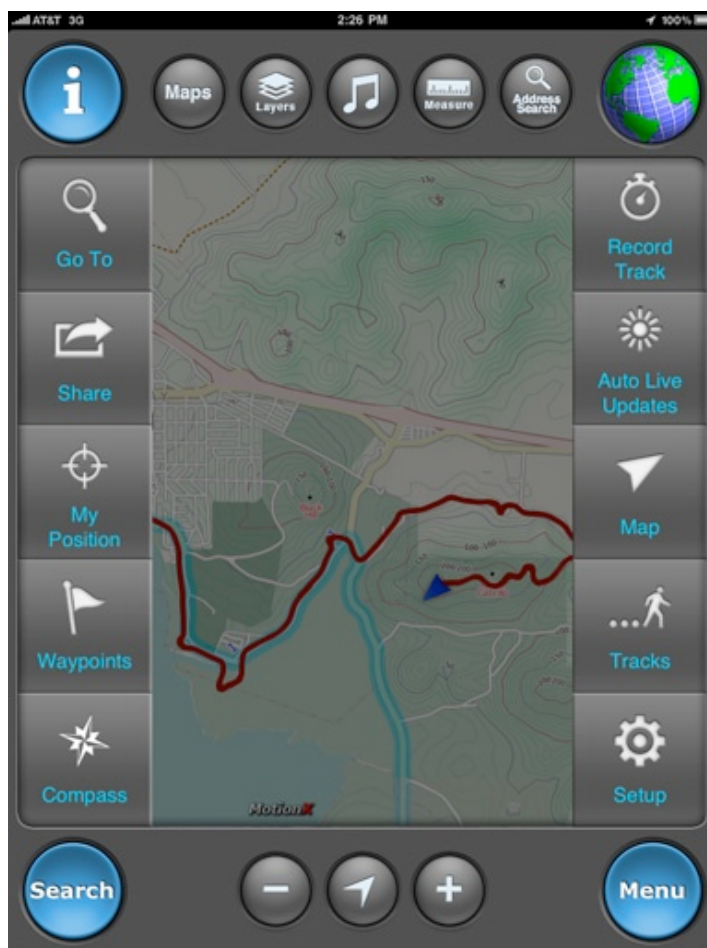 AT&T 3G 2:26 PM 100%
i
Maps
Layers
Measure
Address
Search
Go To
Record
Track
Share
Auto Live
Updates
My
Position
Map
Waypoints
Tracks
Compass
Setup
MotionX
Search
Menu